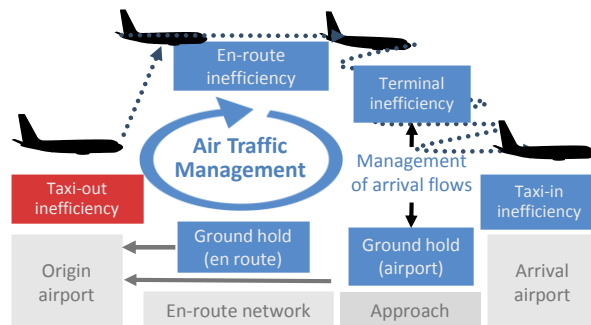 En-route
inefficiency
Terminal
inefficiency
Air Traffic
Management
Management
of arrival flows
Taxi-out
inefficiency
Taxi-in
inefficiency
Ground hold
(en route)
Ground hold
(airport)
Origin
airport
Arrival
airport
En-route network
Approach